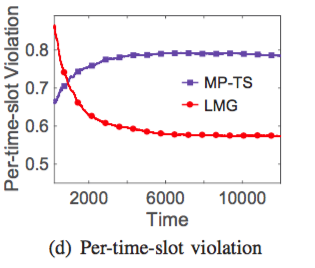 Per-time-slot Violation
0.8
0.7
0.6
0.5
MP-TS
LMG
2000 6000 10000
Time
(d) Per-time-slot violation